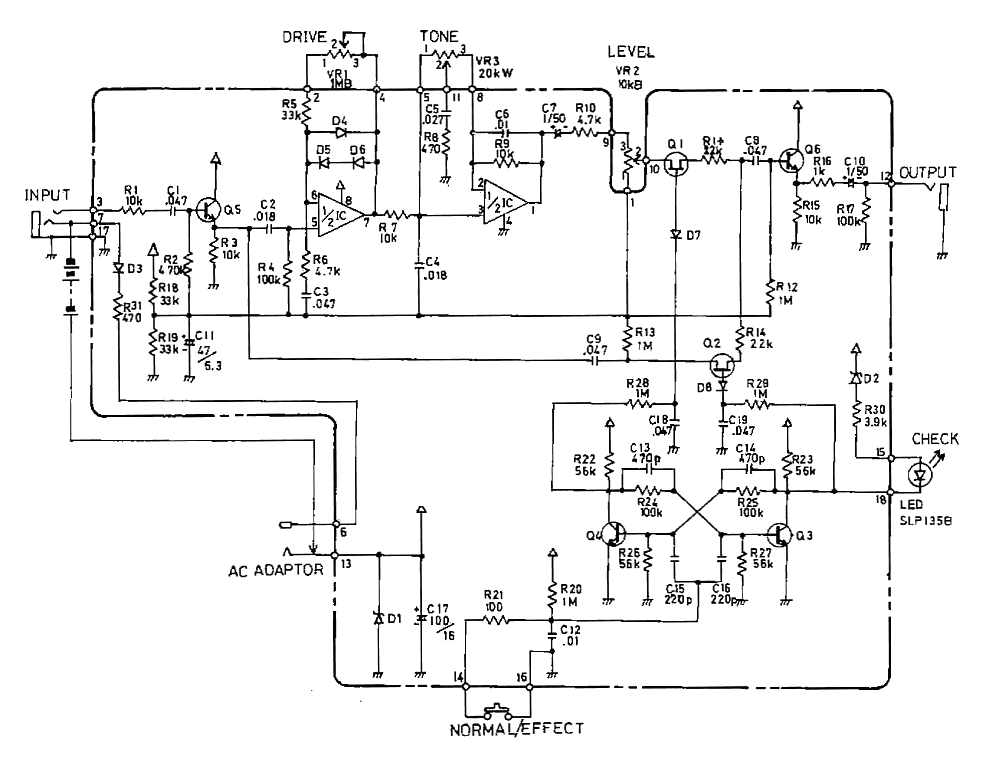 DRIVE
TONE
LEVEL
INPUT
OUTPUT
CHECK
AC ADAPTOR
NORMAL/EFFECT
1 2 3
VR1
1MB
1 2 3
VR3
20kW
VR2
10kB
3 2
2
4
5
11
8
9
10
1
12
3
7
17
6
13
14
16
15
18
R5
33k
D4
D5
D6
C5
.027
R8
470
C6
.01
R9
10k
C7
1/50
R10
4.7k
Q1
R1+
22k
C8
.047
Q6
R16
1k
C10
1/50
R15
10k
R17
100k
R1
10k
C1
.047
Q5
C2
.018
6
5
1/2 IC
8
7
R7
10k
2
3
1/2 IC
4
1
D3
R2
470k
R3
10k
R4
100k
R6
4.7k
C3
.047
C4
.018
D7
R12
1M
R18
33k
R31
470
R19
33k
C11
47/6.3
C9
.047
R13
1M
Q2
R14
22k
D8
R28
1M
R29
1M
C18
.047
C19
.047
D2
R30
3.9k
LED
SLP135B
R22
56k
C13
470p
C14
470p
R23
56k
R24
100k
R25
100k
Q4
Q3
R26
56k
C15
220p
C16
220p
R27
56k
R20
1M
R21
100
C12
.01
D1
C17
100/16